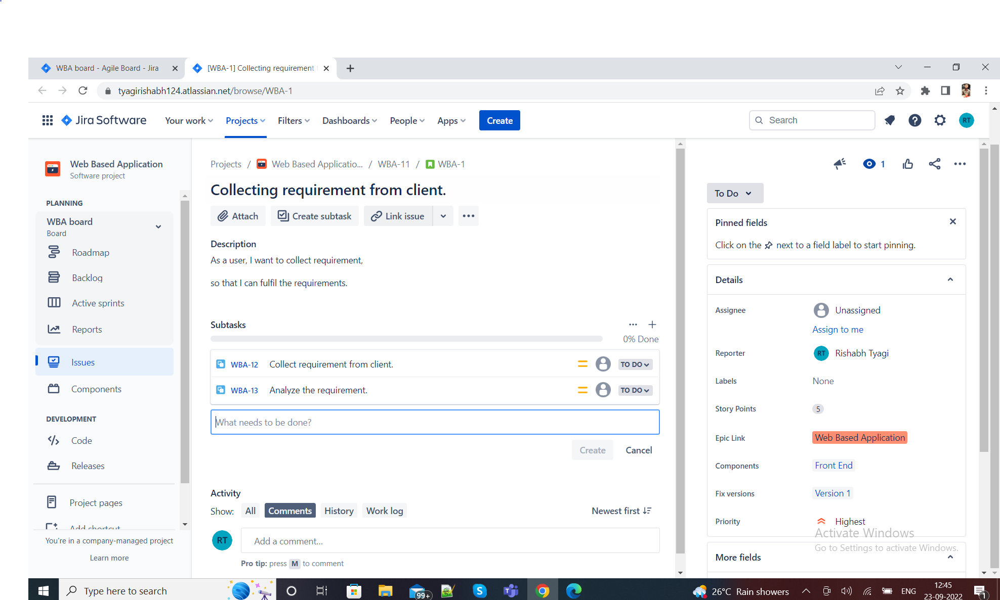 WBA board - Agile Board - Jira
[WBA-1] Collecting requirement
tyagirishabh124.atlassian.net/browse/WBA-1
Jira Software
Your work
Projects
Filters
Dashboards
People
Apps
Create
Search
RT
Web Based Application
Software project
PLANNING
WBA board
Board
Roadmap
Backlog
Active sprints
Reports
Issues
Components
DEVELOPMENT
Code
Releases
Project pages
Add shortcut
You're in a company-managed project
Learn more
Projects / Web Based Applicatio... / WBA-11 / WBA-1
Collecting requirement from client.
Attach
Create subtask
Link issue
Description
As a user, I want to collect requirement,
so that I can fulfil the requirements.
Subtasks
0% Done
WBA-12 Collect requirement from client. TO DO
WBA-13 Analyze the requirement. TO DO
What needs to be done?
Create
Cancel
Activity
Show: All Comments History Work log Newest first
RT
Add a comment...
Pro tip: press M to comment
1
To Do
Pinned fields
Click on the next to a field label to start pinning.
Details
Assignee Unassigned
Assign to me
Reporter RT Rishabh Tyagi
Labels None
Story Points 5
Epic Link Web Based Application
Components Front End
Fix versions Version 1
Priority Highest
Activate Windows
Go to Settings to activate Windows.
More fields
Type here to search
99+
26°C Rain showers
ENG
12:45
23-09-2022
1